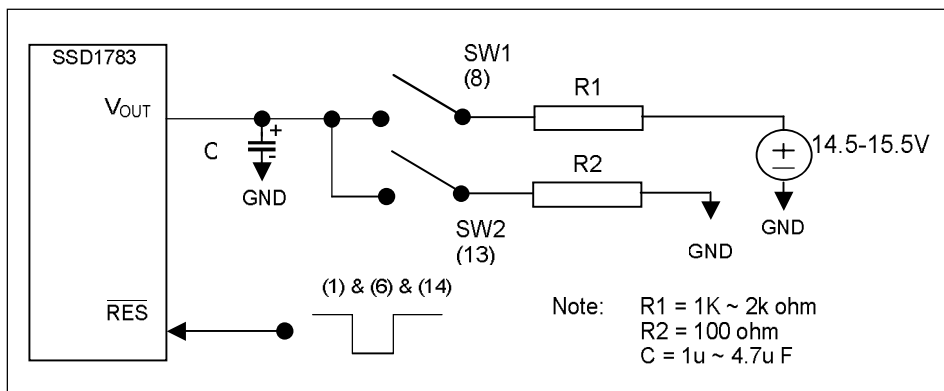 SSD1783
VOUT
C
+
-
GND
SW1
(8)
R1
14.5-15.5V
+
GND
R2
SW2
(13)
GND
(1) & (6) & (14)
RES
Note: R1 = 1K ~ 2k ohm
R2 = 100 ohm
C = 1u ~ 4.7u F